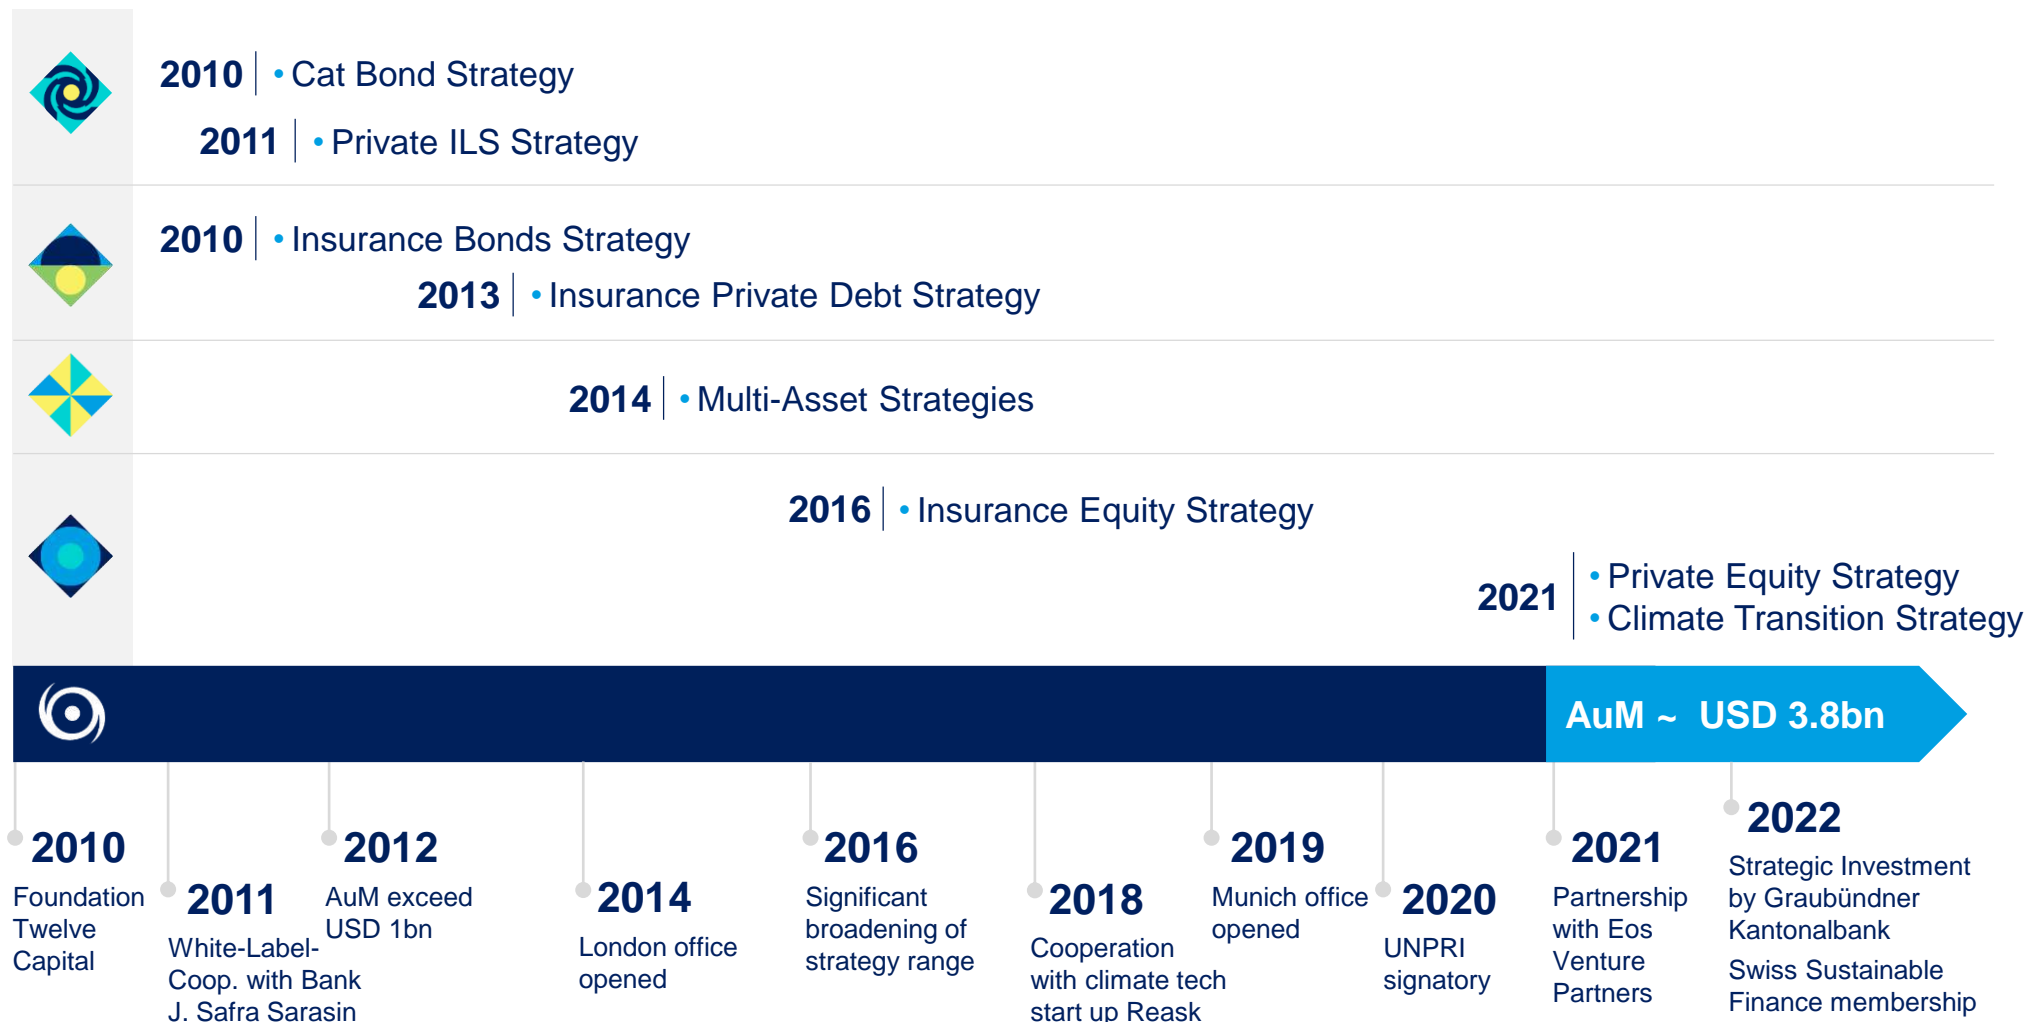 2010 • Cat Bond Strategy
2011 • Private ILS Strategy
2010 • Insurance Bonds Strategy
2013 • Insurance Private Debt Strategy
2014 • Multi-Asset Strategies
2016 • Insurance Equity Strategy
2021
• Private Equity Strategy
• Climate Transition Strategy
AuM ~ USD 3.8bn
2010
Foundation
Twelve
Capital
2011
White-Label-
Coop. with Bank
J. Safra Sarasin
2012
AuM exceed
USD 1bn
2014
London office
opened
2016
Significant
broadening of
strategy range
2018
Cooperation
with climate tech
start up Reask
2019
Munich office
opened
2020
UNPRI
signatory
2021
Partnership
with Eos
Venture
Partners
2022
Strategic Investment
by Graubündner
Kantonalbank
Swiss Sustainable
Finance membership